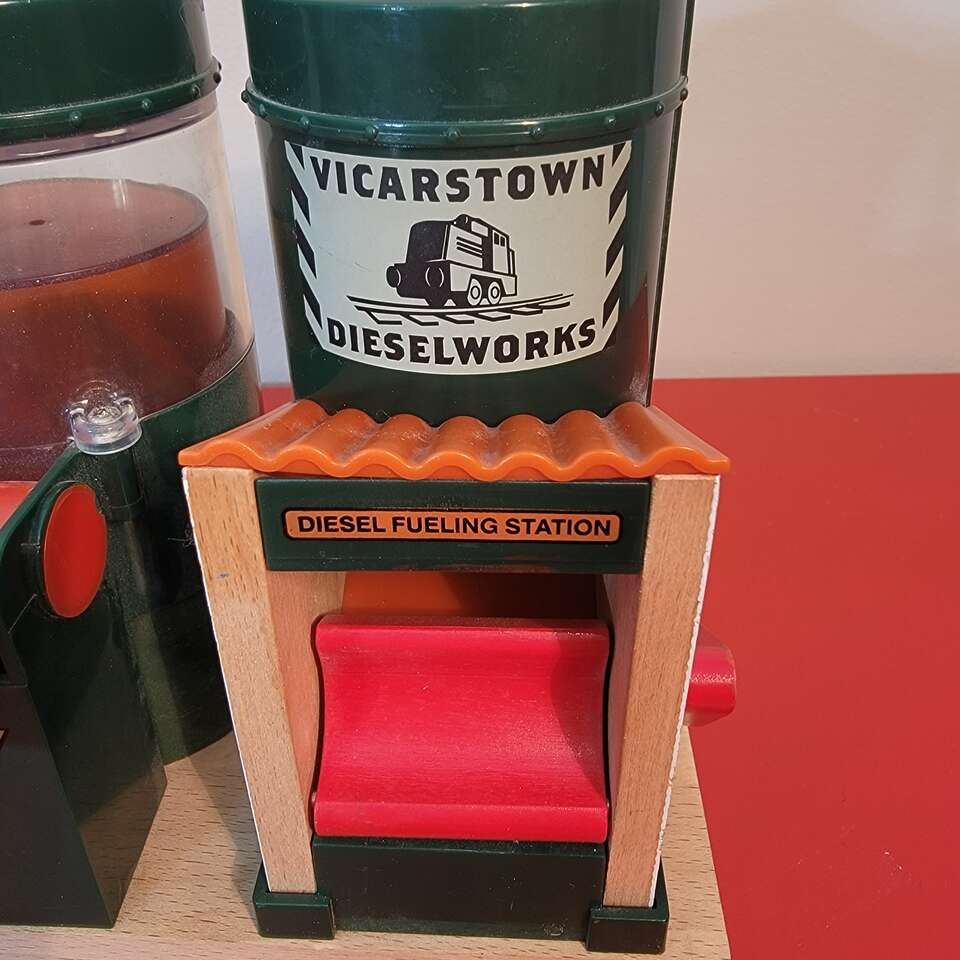 VICARSTOWN
DIESELWORKS
DIESEL FUELING STATION